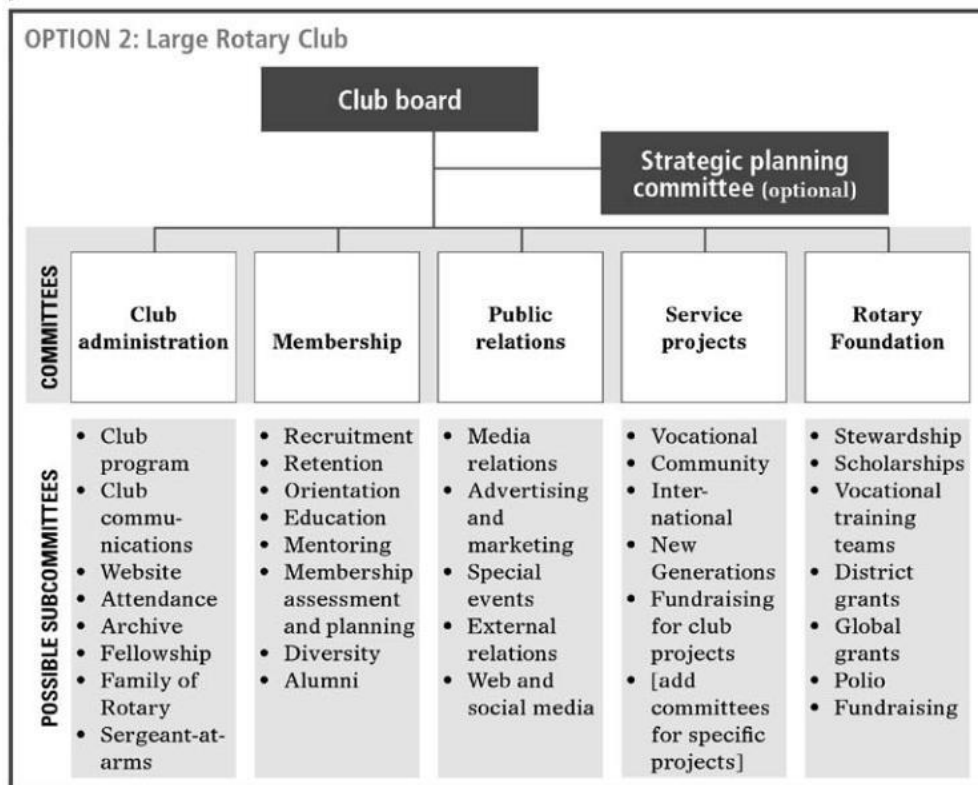 OPTION 2: Large Rotary Club
Club board
Strategic planning
committee (optional)
COMMITTEES
Club
administration
Membership
Public
relations
Service
projects
Rotary
Foundation
POSSIBLE SUBCOMMITTEES
• Club
program
• Club
commu-
nications
• Website
• Attendance
• Archive
• Fellowship
• Family of
Rotary
• Sergeant-at-
arms
• Recruitment
• Retention
• Orientation
• Education
• Mentoring
• Membership
assessment
and planning
• Diversity
• Alumni
• Media
relations
• Advertising
and
marketing
• Special
events
• External
relations
• Web and
social media
• Vocational
• Community
• Inter-
national
• New
Generations
• Fundraising
for club
projects
• [add
committees
for specific
projects]
• Stewardship
• Scholarships
• Vocational
training
teams
• District
grants
• Global
grants
• Polio
• Fundraising